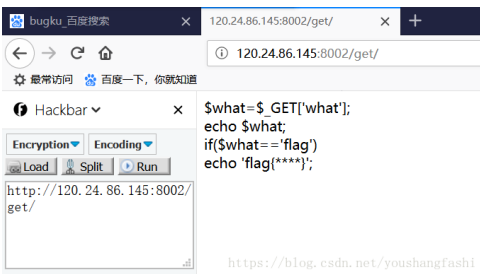 bugku_百度搜索
120.24.86.145:8002/get/
120.24.86.145:8002/get/
最常访问 百度一下，你就知道
Hackbar
Encryption Encoding
Load Split Run
http://120.24.86.145:8002/
get/
$what=$_GET['what'];
echo $what;
if($what=='flag')
echo 'flag{****}';
https://blog.csdn.net/youshangfashi